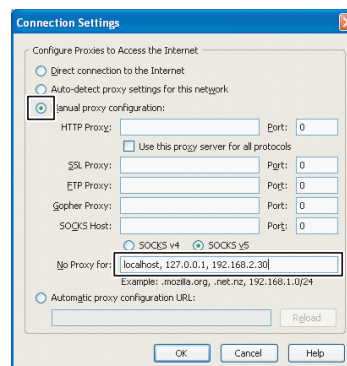 Connection Settings
Configure Proxies to Access the Internet
Direct connection to the Internet
Auto-detect proxy settings for this network
anual proxy configuration:
HTTP Proxy: Port: 0
Use this proxy server for all protocols
SSL Proxy: Port: 0
FTP Proxy: Port: 0
Gopher Proxy: Port: 0
SOCKS Host: Port: 0
SOCKS v4 SOCKS v5
No Proxy for: localhost, 127.0.0.1, 192.168.2.30
Example: .mozilla.org, .net.nz, 192.168.1.0/24
Automatic proxy configuration URL:
Reload
OK Cancel Help